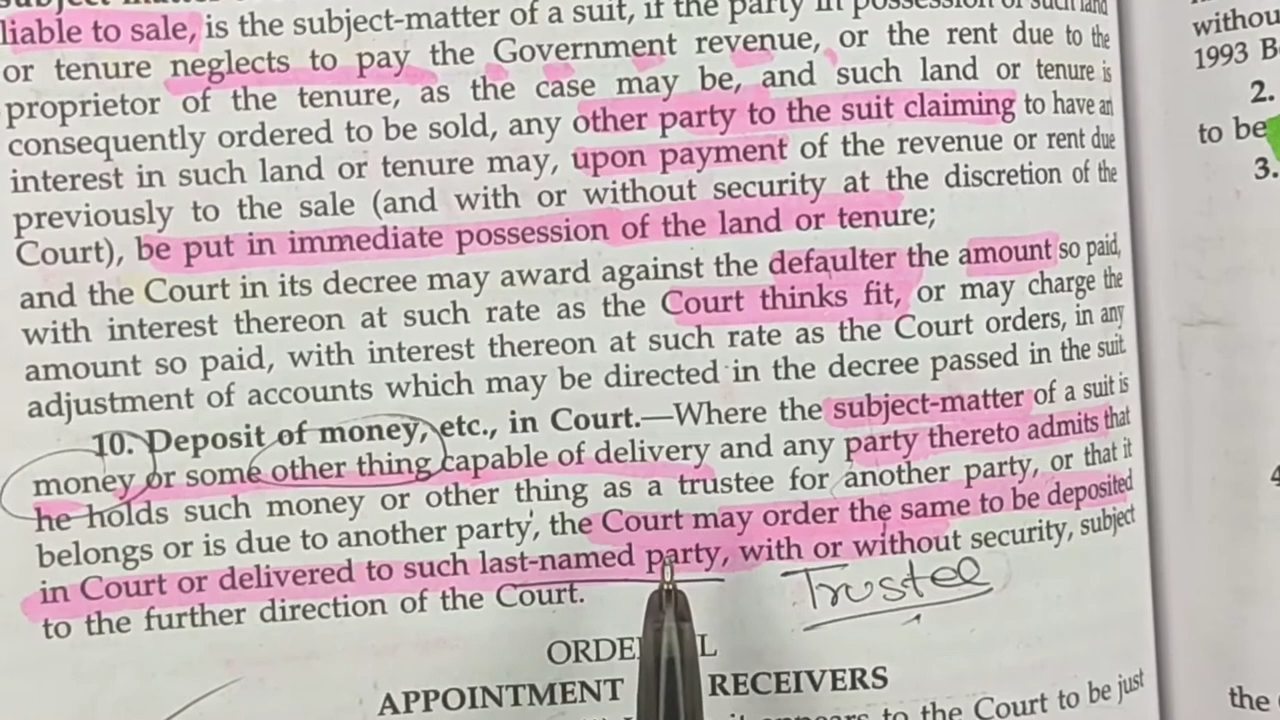 subject matter
liable to sale, is the subject-matter of a suit, if the party in possession of such land
or tenure neglects to pay the Government revenue, or the rent due to the
proprietor of the tenure, as the case may be, and such land or tenure is
consequently ordered to be sold, any other party to the suit claiming to have an
interest in such land or tenure may, upon payment of the revenue or rent due
previously to the sale (and with or without security at the discretion of the
Court), be put in immediate possession of the land or tenure;
and the Court in its decree may award against the defaulter the amount so paid,
with interest thereon at such rate as the Court thinks fit, or may charge the
amount so paid, with interest thereon at such rate as the Court orders, in any
adjustment of accounts which may be directed in the decree passed in the suit.
10. Deposit of money, etc., in Court.—Where the subject-matter of a suit is
money or some other thing capable of delivery and any party thereto admits that
he holds such money or other thing as a trustee for another party, or that it
belongs or is due to another party, the Court may order the same to be deposited
in Court or delivered to such last-named party, with or without security, subject
to the further direction of the Court.
Trustee
ORDE L
APPOINTMENT RECEIVERS
appears to the Court to be just
withou
1993 B
2.
to be
3.
4
the